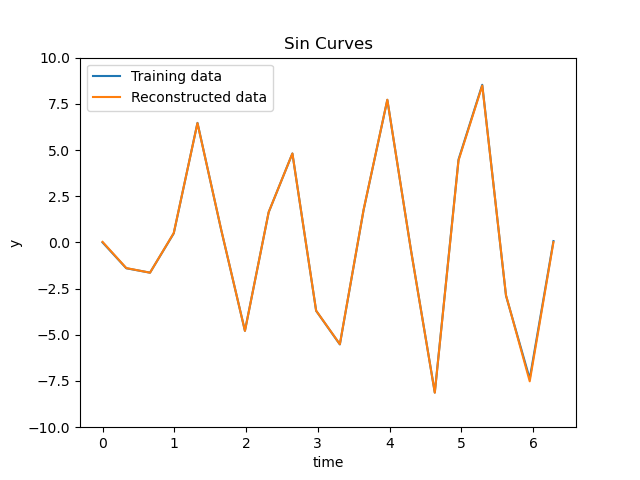 Sin Curves
Training data
Reconstructed data
10.0
7.5
5.0
2.5
0.0
−2.5
−5.0
−7.5
−10.0
y
0 1 2 3 4 5 6
time